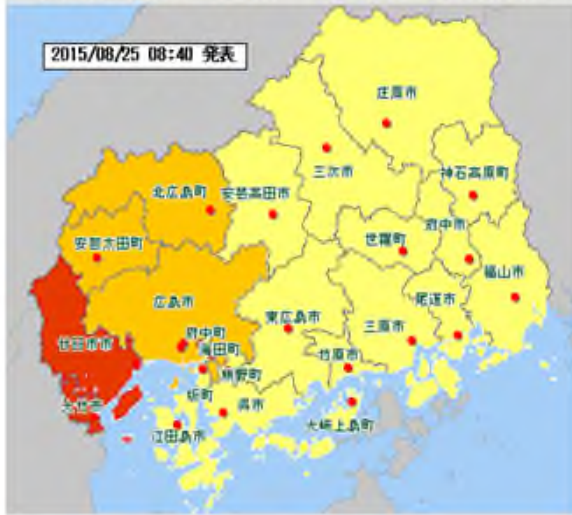 2015/08/25 08:40 発表
庄原市
三次市
神石高原町
北広島町
安芸高田市
世羅町
府中市
安芸太田町
福山市
広島市
尾道市
東広島市
三原市
府中町
海田町
廿日市市
竹原市
熊野町
坂町
大竹市
呉市
大崎上島町
江田島市